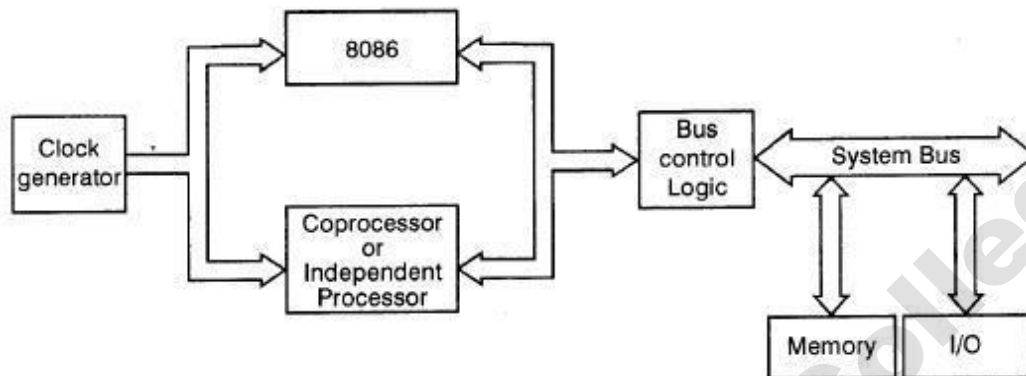 8086
Clock
generator
Coprocessor
or
Independent
Processor
Bus
control
Logic
System Bus
Memory
I/O